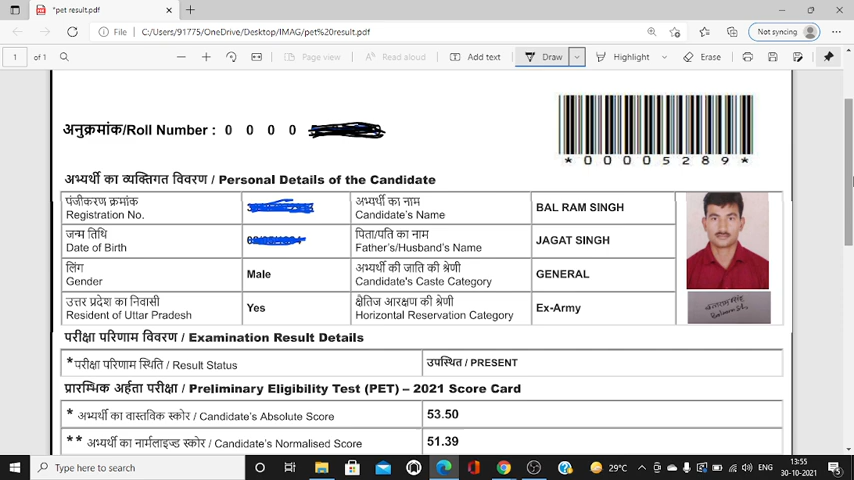 *pet result.pdf
File C:/Users/91775/OneDrive/Desktop/IMAG/pet%20result.pdf Not syncing
1 of 1 Page view Read aloud Add text Draw Highlight Erase
अनुक्रमांक/Roll Number : 0 0 0 0
*00005289*
अभ्यर्थी का व्यक्तिगत विवरण / Personal Details of the Candidate
पंजीकरण क्रमांक अभ्यर्थी का नाम
Registration No. Candidate's Name BAL RAM SINGH
जन्म तिथि पिता/पति का नाम
Date of Birth Father's/Husband's Name JAGAT SINGH
लिंग अभ्यर्थी की जाति की श्रेणी
Gender Male Candidate's Caste Category GENERAL
उत्तर प्रदेश का निवासी क्षैतिज आरक्षण की श्रेणी
Resident of Uttar Pradesh Yes Horizontal Reservation Category Ex-Army
परीक्षा परिणाम विवरण / Examination Result Details
*परीक्षा परिणाम स्थिति / Result Status उपस्थित / PRESENT
प्रारम्भिक अर्हता परीक्षा / Preliminary Eligibility Test (PET) – 2021 Score Card
* अभ्यर्थी का वास्तविक स्कोर / Candidate's Absolute Score 53.50
** अभ्यर्थी का नार्मलाइज्ड स्कोर / Candidate's Normalised Score 51.39
Type here to search 29°C ENG 13:55
30-10-2021 5